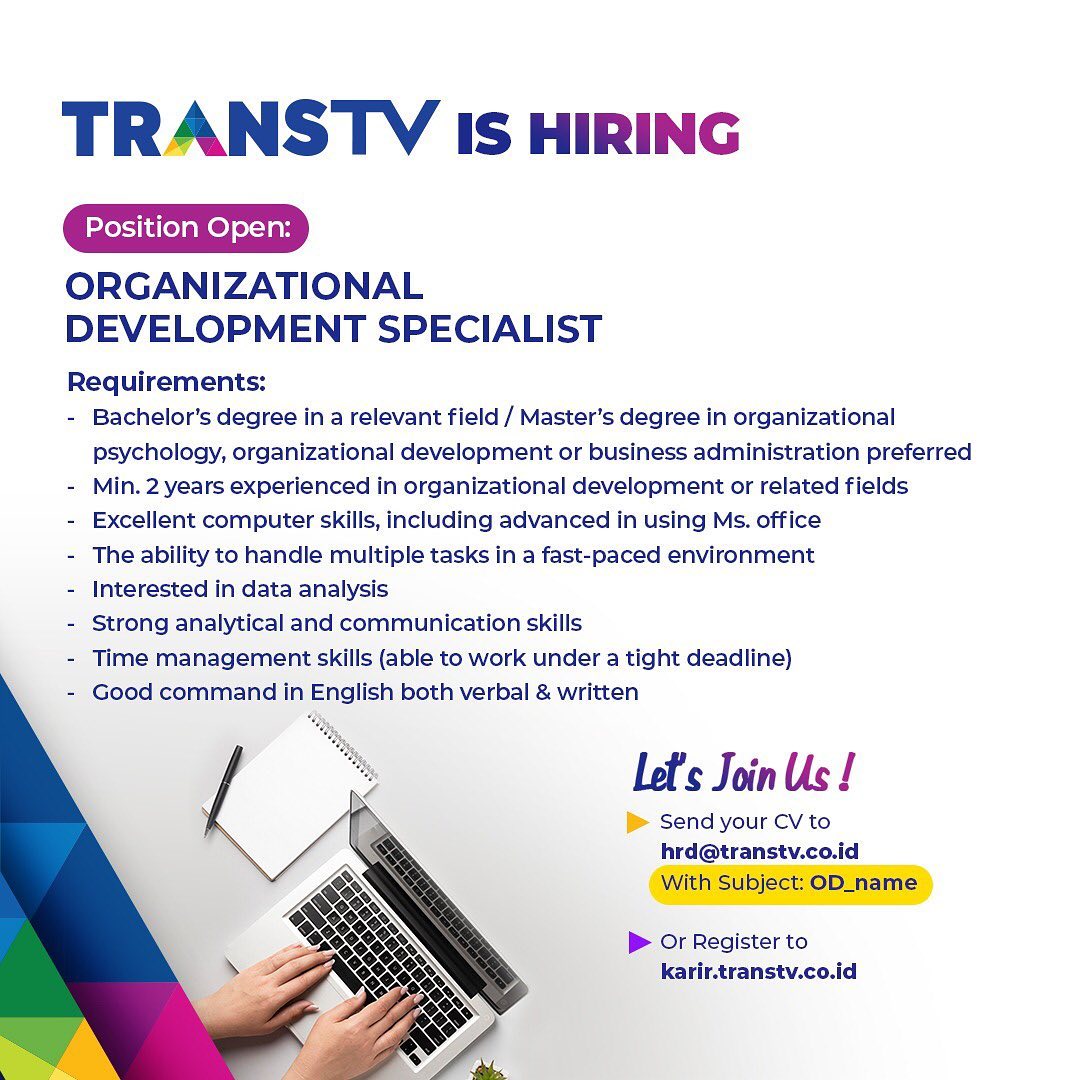 TRANSTV IS HIRING
Position Open:
ORGANIZATIONAL
DEVELOPMENT SPECIALIST
Requirements:
- Bachelor's degree in a relevant field / Master's degree in organizational
psychology, organizational development or business administration preferred
- Min. 2 years experienced in organizational development or related fields
- Excellent computer skills, including advanced in using Ms. office
- The ability to handle multiple tasks in a fast-paced environment
- Interested in data analysis
- Strong analytical and communication skills
- Time management skills (able to work under a tight deadline)
- Good command in English both verbal & written
Let's Join Us !
Send your CV to
hrd@transtv.co.id
With Subject: OD_name
Or Register to
karir.transtv.co.id